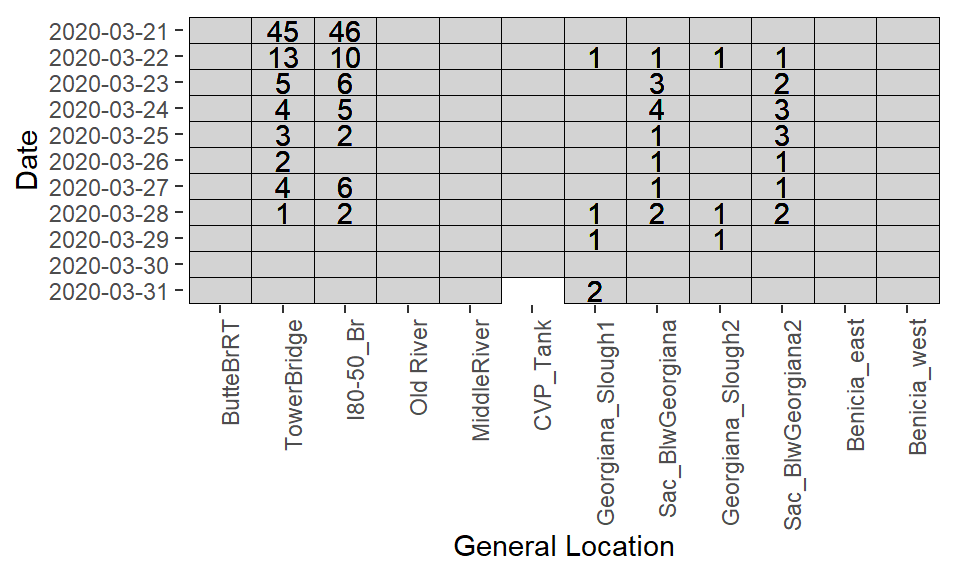 2020-03-21 45 46
2020-03-22 13 10 1 1 1 1
2020-03-23 5 6 3 2
2020-03-24 4 5 4 3
2020-03-25 3 2 1 3
2020-03-26 2 1 1
2020-03-27 4 6 1 1
2020-03-28 1 2 1 2 1 2
2020-03-29 1 1
2020-03-30
2020-03-31 2
Date
ButteBrRT
TowerBridge
I80-50_Br
Old River
MiddleRiver
CVP_Tank
Georgiana_Slough1
Sac_BlwGeorgiana
Georgiana_Slough2
Sac_BlwGeorgiana2
Benicia_east
Benicia_west
General Location